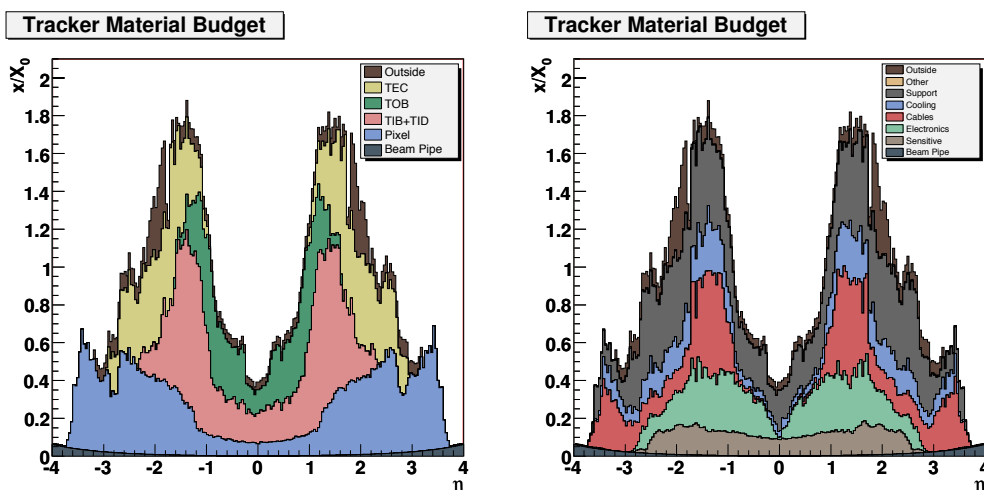 Tracker Material Budget
x/X0
2
1.8
1.6
1.4
1.2
1
0.8
0.6
0.4
0.2
0
-4 -3 -2 -1 0 1 2 3 4
η
Outside
TEC
TOB
TIB+TID
Pixel
Beam Pipe
Tracker Material Budget
x/X0
2
1.8
1.6
1.4
1.2
1
0.8
0.6
0.4
0.2
0
-4 -3 -2 -1 0 1 2 3 4
η
Outside
Other
Support
Cooling
Cables
Electronics
Sensitive
Beam Pipe